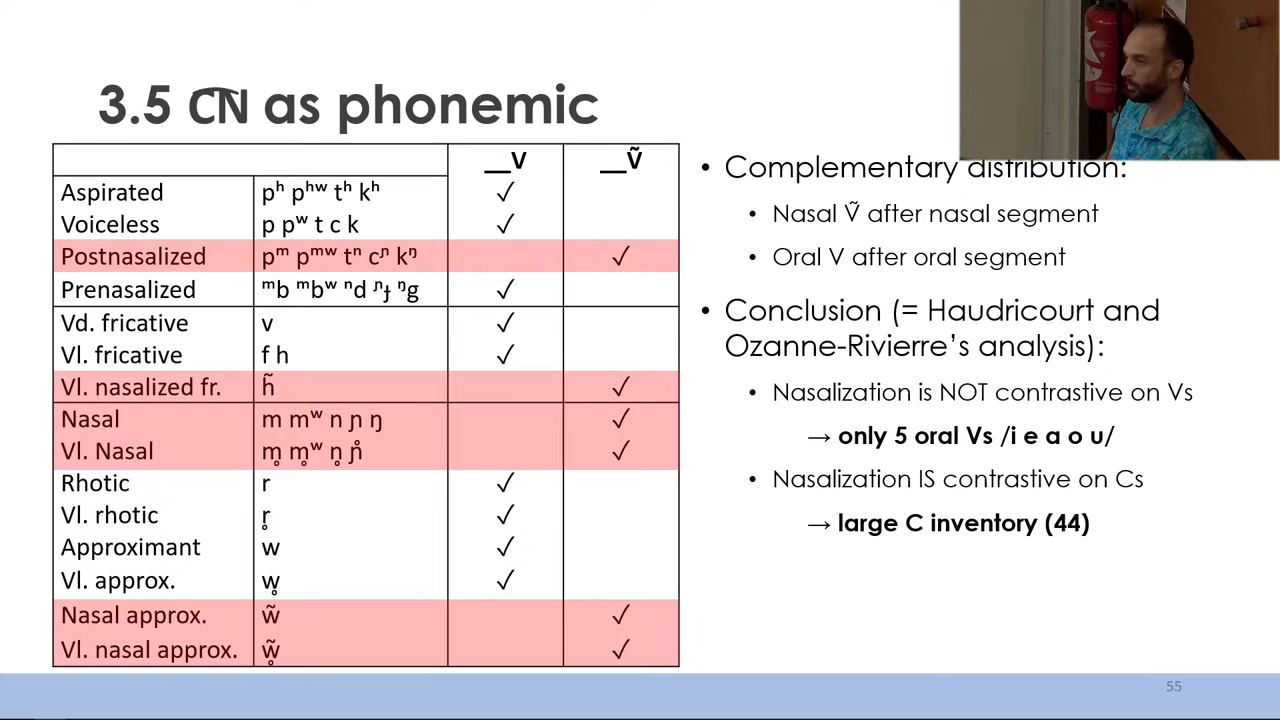 3.5 C͡N as phonemic
__V __Ṽ
Aspirated pʰ pʰʷ tʰ kʰ ✓
Voiceless p pʷ t c k ✓
Postnasalized pᵐ pᵐʷ tⁿ cᶮ kᵑ ✓
Prenasalized ᵐb ᵐbʷ ⁿd ᶮɟ ᵑg ✓
Vd. fricative v ✓
Vl. fricative f h ✓
Vl. nasalized fr. h̃ ✓
Nasal m mʷ n ɲ ŋ ✓
Vl. Nasal m̥ m̥ʷ n̥ ɲ̊ ✓
Rhotic r ✓
Vl. rhotic r̥ ✓
Approximant w ✓
Vl. approx. w̥ ✓
Nasal approx. w̃ ✓
Vl. nasal approx. w̥̃ ✓
• Complementary distribution:
• Nasal Ṽ after nasal segment
• Oral V after oral segment
• Conclusion (= Haudricourt and
Ozanne-Rivierre’s analysis):
• Nasalization is NOT contrastive on Vs
→ only 5 oral Vs /i e a o u/
• Nasalization IS contrastive on Cs
→ large C inventory (44)
55